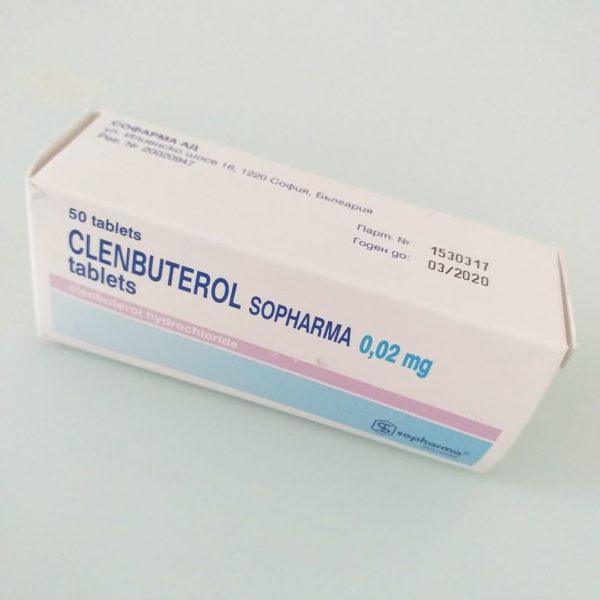 СОФАРМА АД
ул. Илиенско шосе 16, 1220 София, България
Рег. № 20020947
Парт. № 1530317
Годен до: 03/2020
50 tablets
CLENBUTEROL SOPHARMA 0,02 mg
tablets
clenbuterol hydrochloride
sopharma